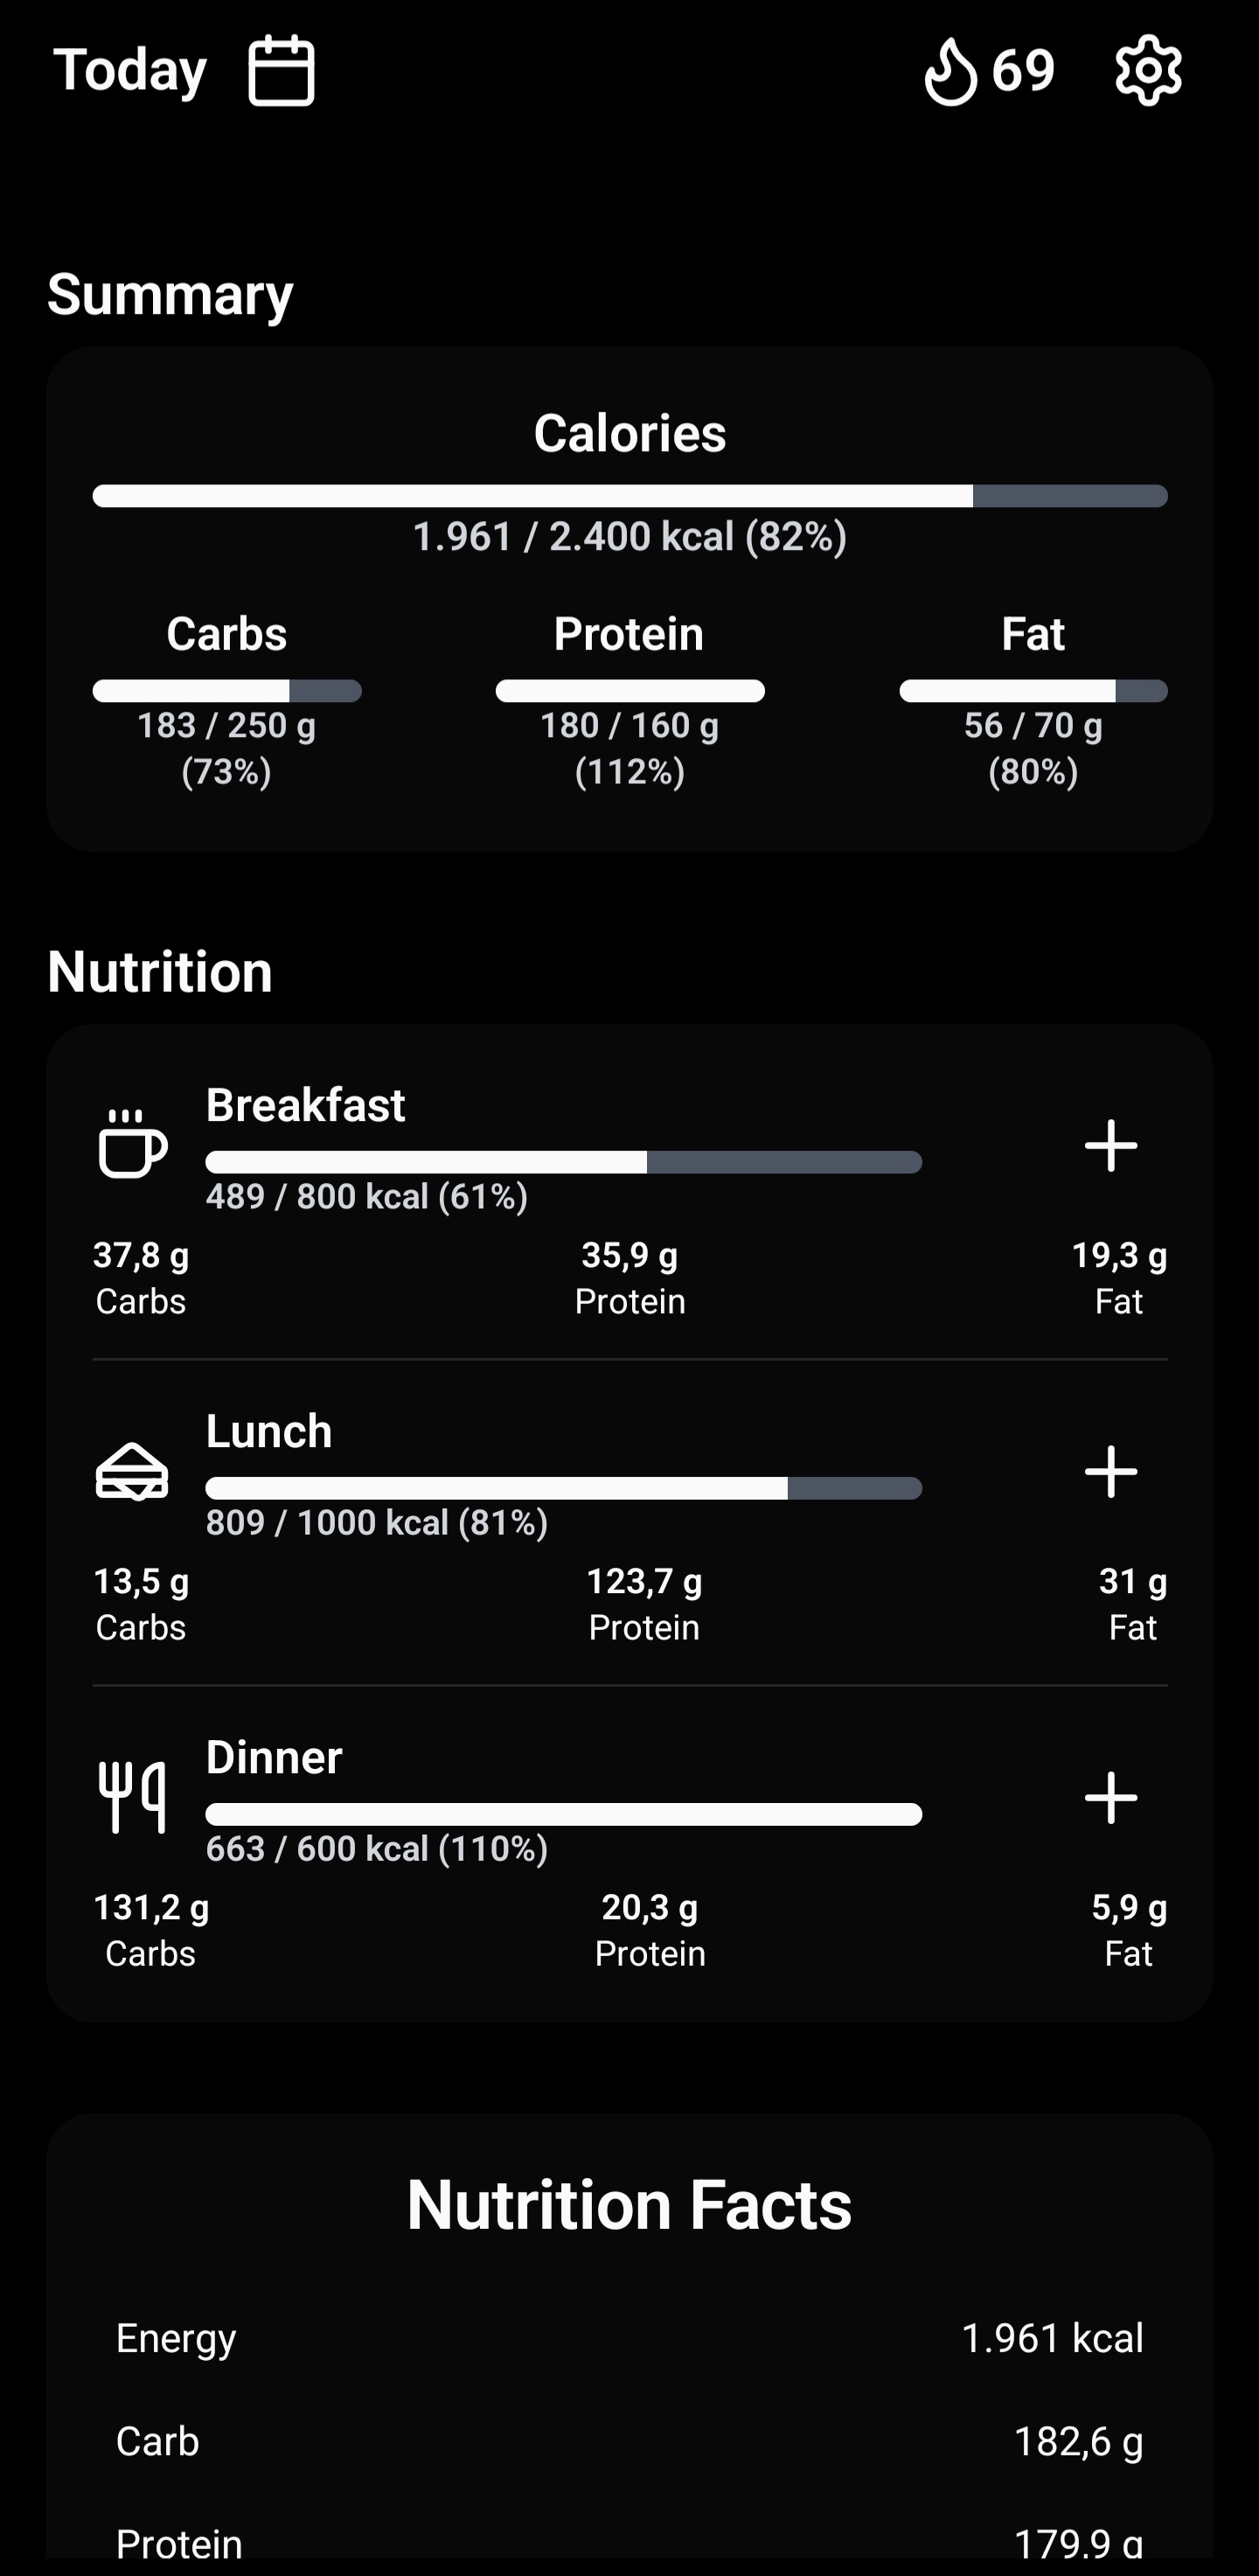 Today 69
Summary
Calories
1.961 / 2.400 kcal (82%)
Carbs Protein Fat
183 / 250 g 180 / 160 g 56 / 70 g
(73%) (112%) (80%)
Nutrition
Breakfast
489 / 800 kcal (61%)
37,8 g 35,9 g 19,3 g
Carbs Protein Fat
Lunch
809 / 1000 kcal (81%)
13,5 g 123,7 g 31 g
Carbs Protein Fat
Dinner
663 / 600 kcal (110%)
131,2 g 20,3 g 5,9 g
Carbs Protein Fat
Nutrition Facts
Energy 1.961 kcal
Carb 182,6 g
Protein 179,9 g